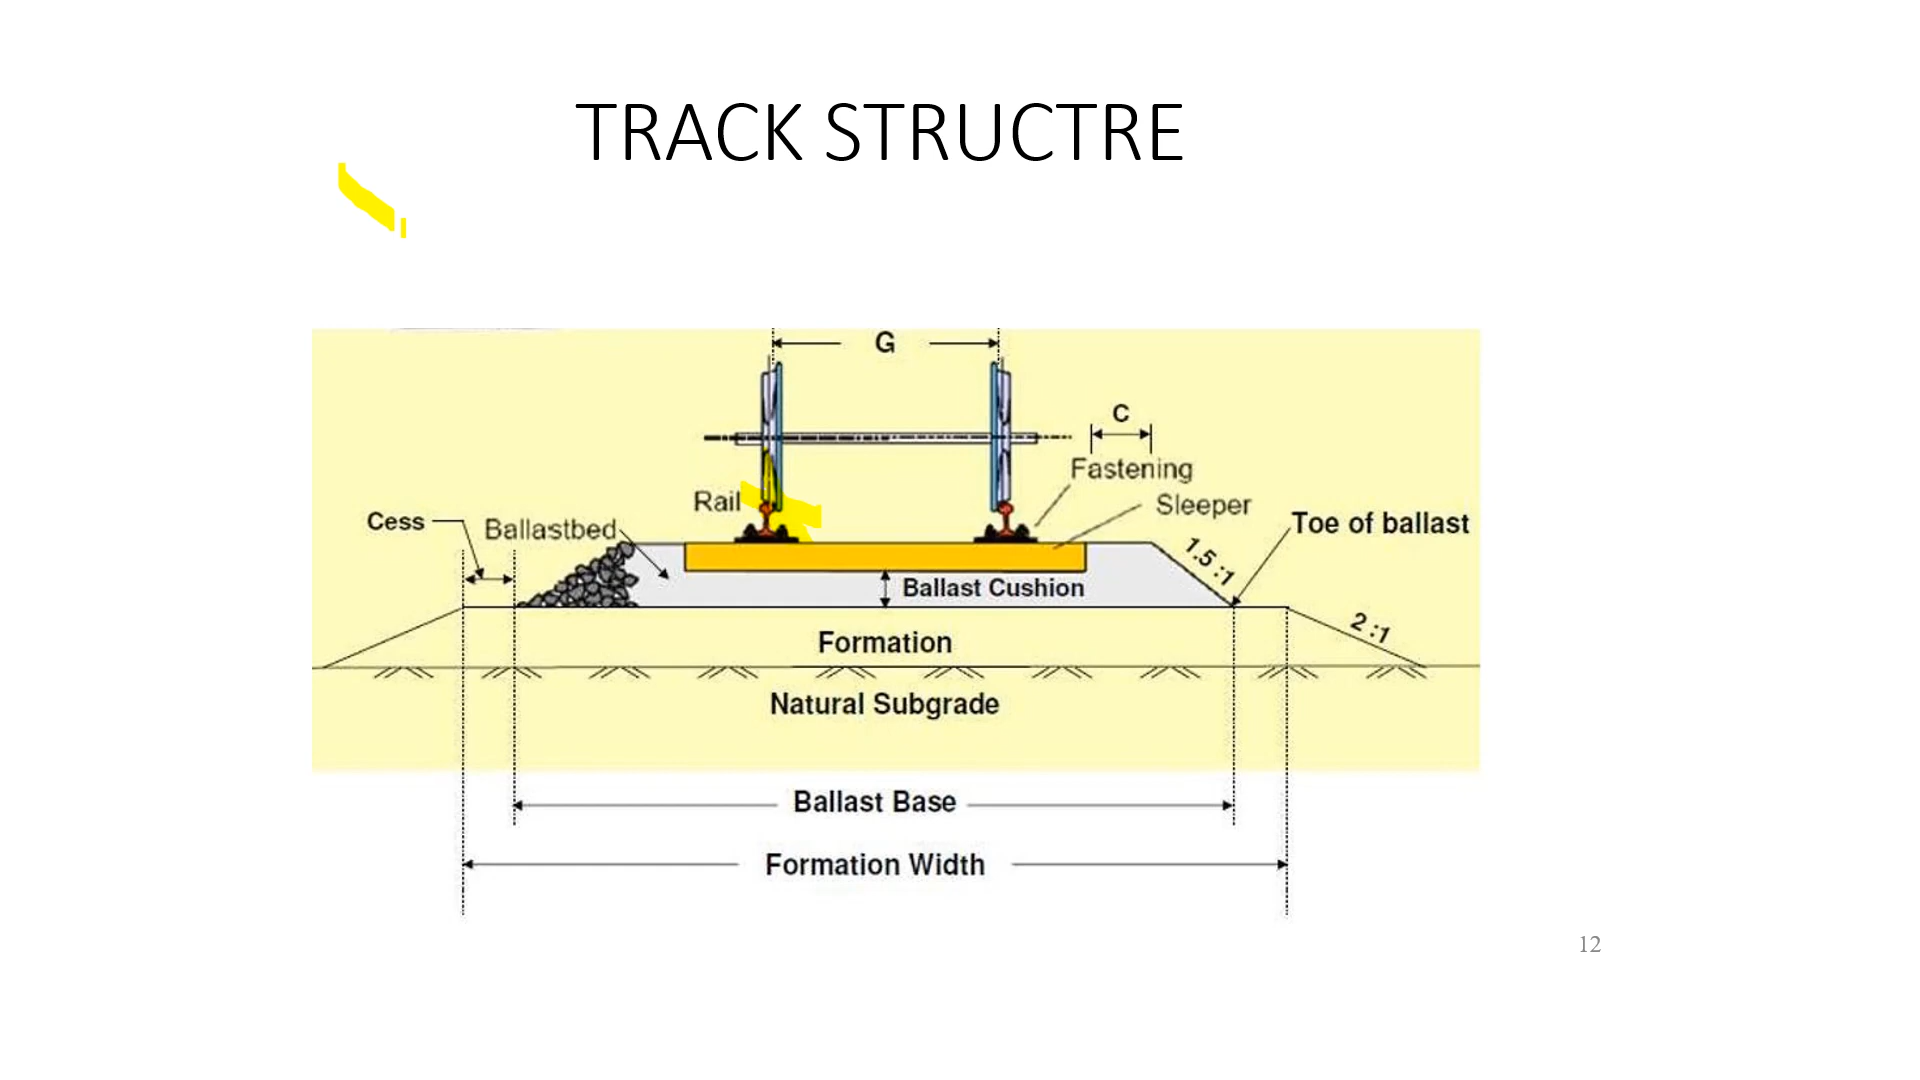 TRACK STRUCTRE
G
C
Fastening
Rail
Sleeper
Cess
Ballastbed
Toe of ballast
1.5 :1
Ballast Cushion
2 :1
Formation
Natural Subgrade
Ballast Base
Formation Width
12